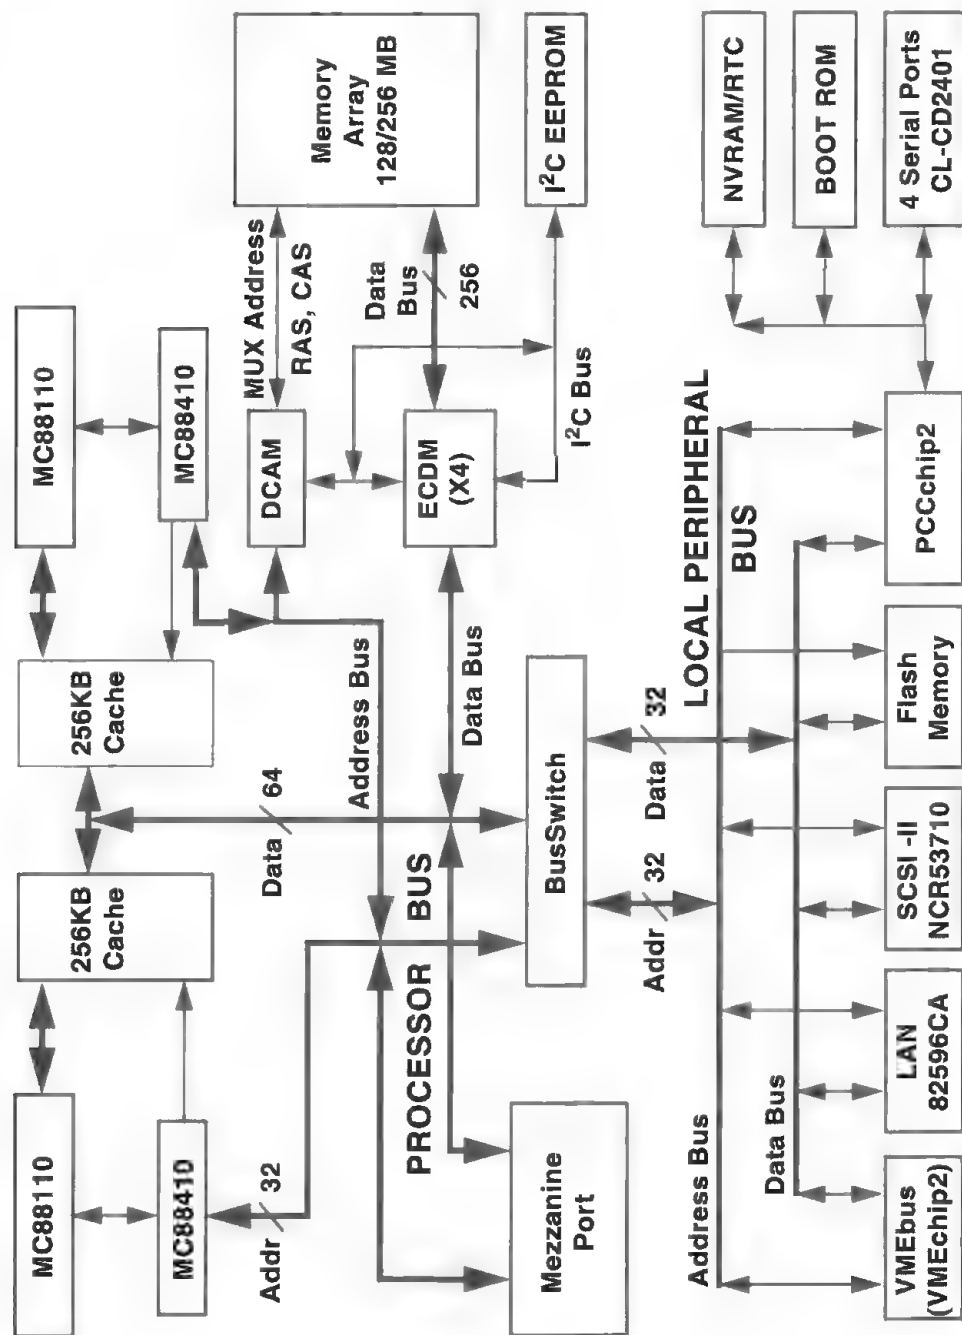 MC88110
MC88410
Addr
32
256KB
Cache
256KB
Cache
MC88110
MC88410
Data
64
Address Bus
PROCESSOR BUS
Mezzanine
Port
BusSwitch
Data Bus
DCAM
ECDM
(X4)
MUX Address
RAS, CAS
Data
Bus
256
Memory
Array
128/256 MB
I²C EEPROM
I²C Bus
Addr
32
Data
32
LOCAL PERIPHERAL
BUS
Address Bus
Data Bus
VMEbus
(VMEchip2)
LAN
82596CA
SCSI -II
NCR53710
Flash
Memory
PCCchip2
NVRAM/RTC
BOOT ROM
4 Serial Ports
CL-CD2401